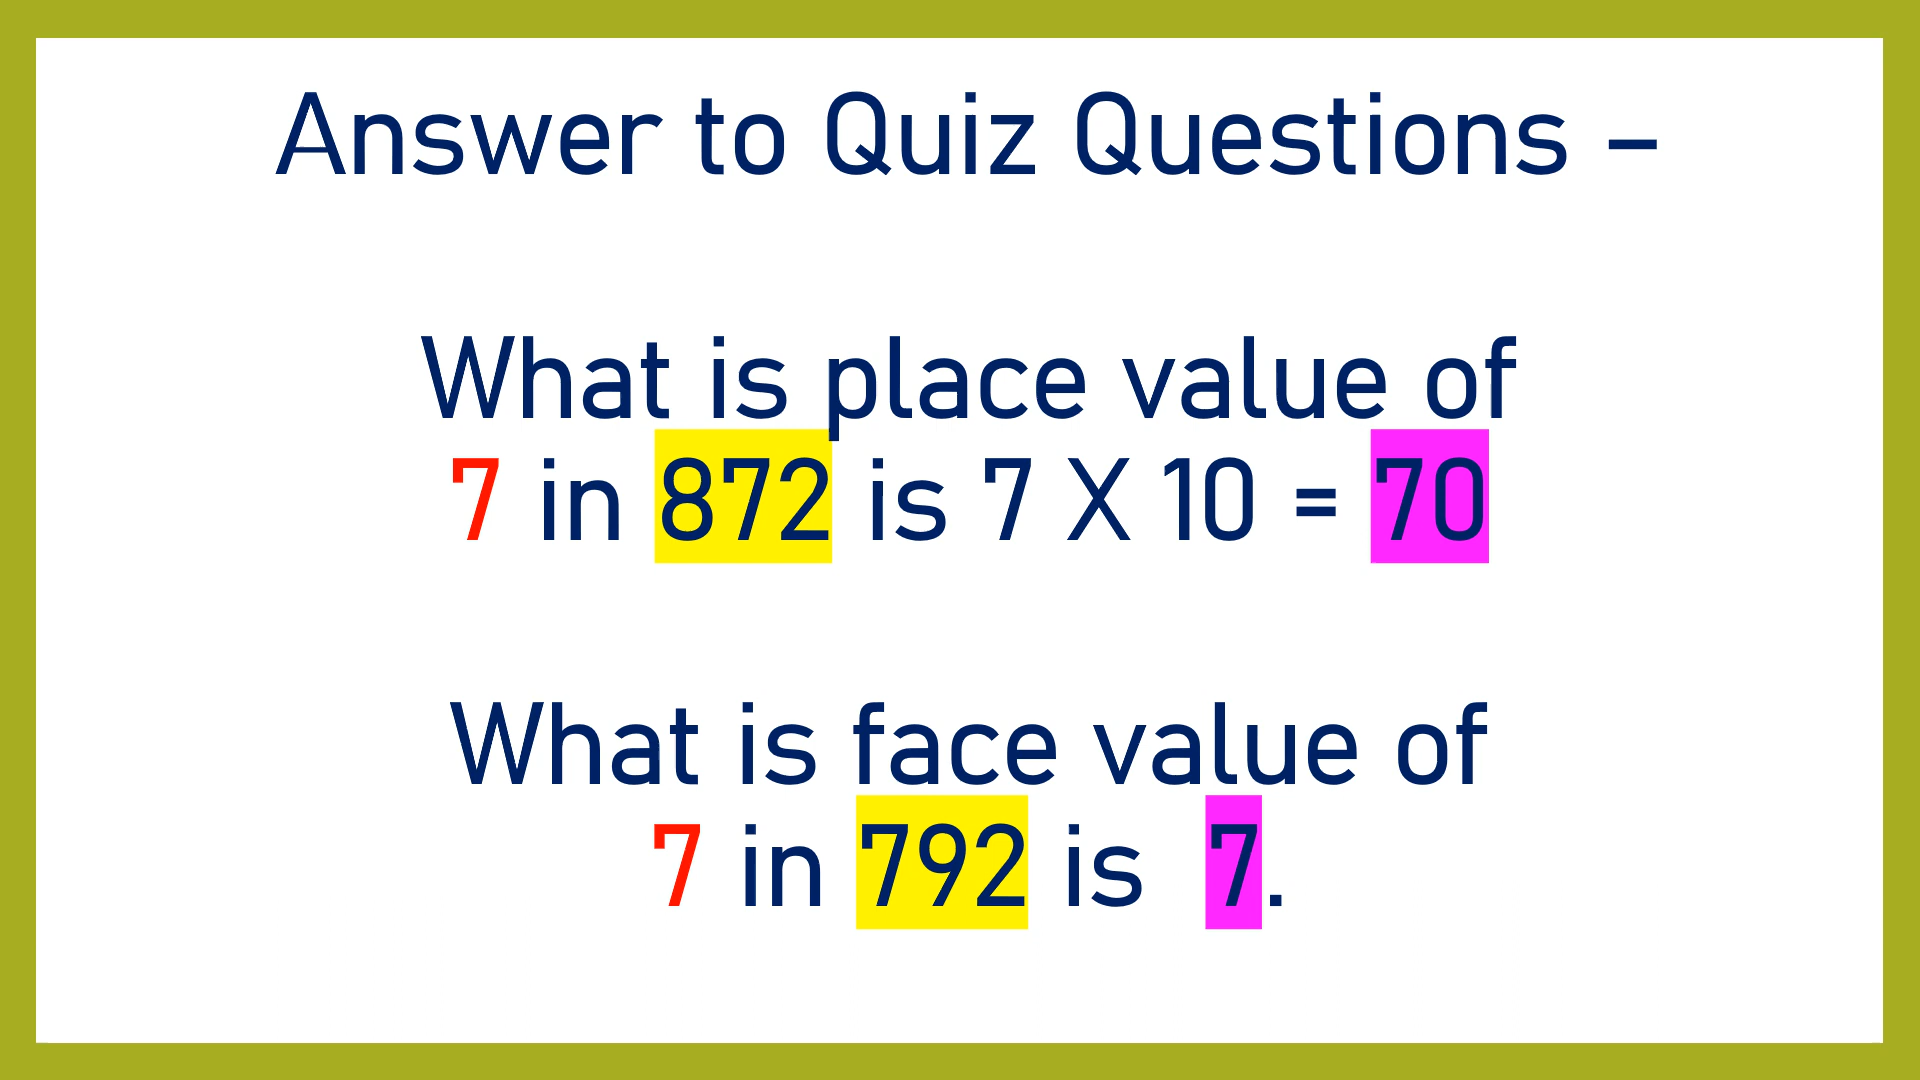 Answer to Quiz Questions –
What is place value of
7 in 872 is 7 X 10 = 70
What is face value of
7 in 792 is 7.